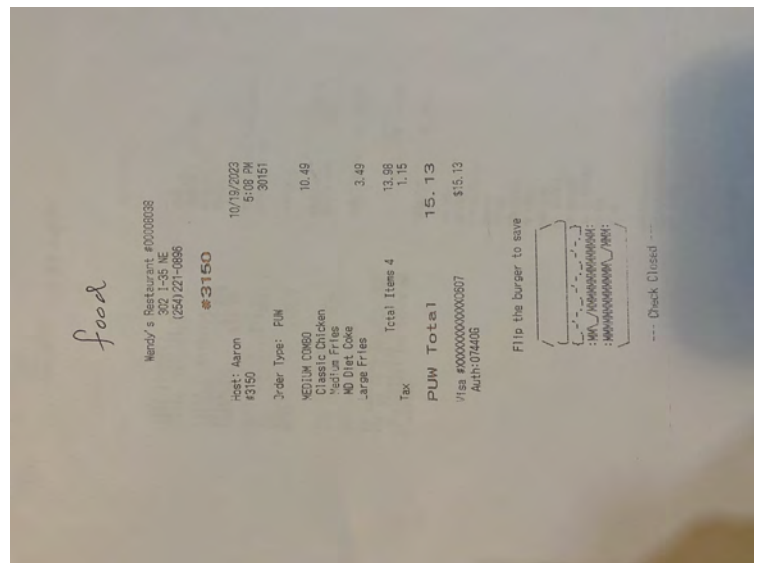 food
Wendy's Restaurant #00008038
302 I-35 NE
(254)221-0896
#3150
Host: Aaron 10/19/2023
#3150 5:08 PM
30151
Order Type: PUW
MEDIUM COMBO 10.49
Classic Chicken
Medium Fries
MD Diet Coke
Large Fries 3.49
Total Items 4 13.98
Tax 1.15
PUW Total 15.13
Visa #XXXXXXXXXXXX0607 $15.13
Auth:07440G
Flip the burger to save
--- Check Closed ---